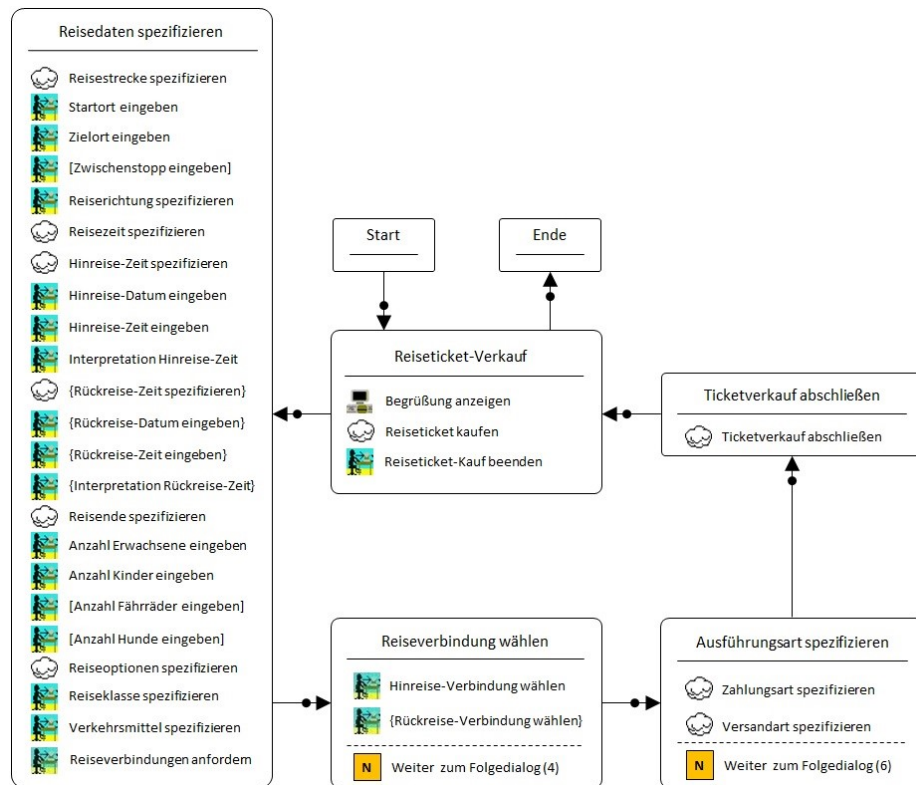 Reisedaten spezifizieren
Reisestrecke spezifizieren
Startort eingeben
Zielort eingeben
[Zwischenstopp eingeben]
Reiserichtung spezifizieren
Reisezeit spezifizieren
Hinreise-Zeit spezifizieren
Hinreise-Datum eingeben
Hinreise-Zeit eingeben
Interpretation Hinreise-Zeit
{Rückreise-Zeit spezifizieren}
{Rückreise-Datum eingeben}
{Rückreise-Zeit eingeben}
{Interpretation Rückreise-Zeit}
Reisende spezifizieren
Anzahl Erwachsene eingeben
Anzahl Kinder eingeben
[Anzahl Fährräder eingeben]
[Anzahl Hunde eingeben]
Reiseoptionen spezifizieren
Reiseklasse spezifizieren
Verkehrsmittel spezifizieren
Reiseverbindungen anfordern
Start
Ende
Reiseticket-Verkauf
Begrüßung anzeigen
Reiseticket kaufen
Reiseticket-Kauf beenden
Ticketverkauf abschließen
Ticketverkauf abschließen
Reiseverbindung wählen
Hinreise-Verbindung wählen
{Rückreise-Verbindung wählen}
N Weiter zum Folgedialog (4)
Ausführungsart spezifizieren
Zahlungsart spezifizieren
Versandart spezifizieren
N Weiter zum Folgedialog (6)